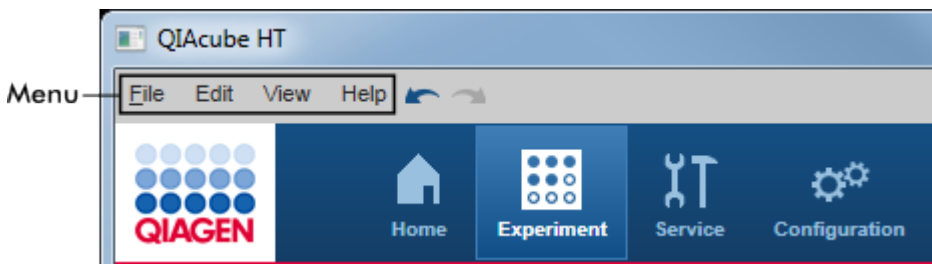 QIAcube HT
Menu
File Edit View Help
QIAGEN
Home Experiment Service Configuration